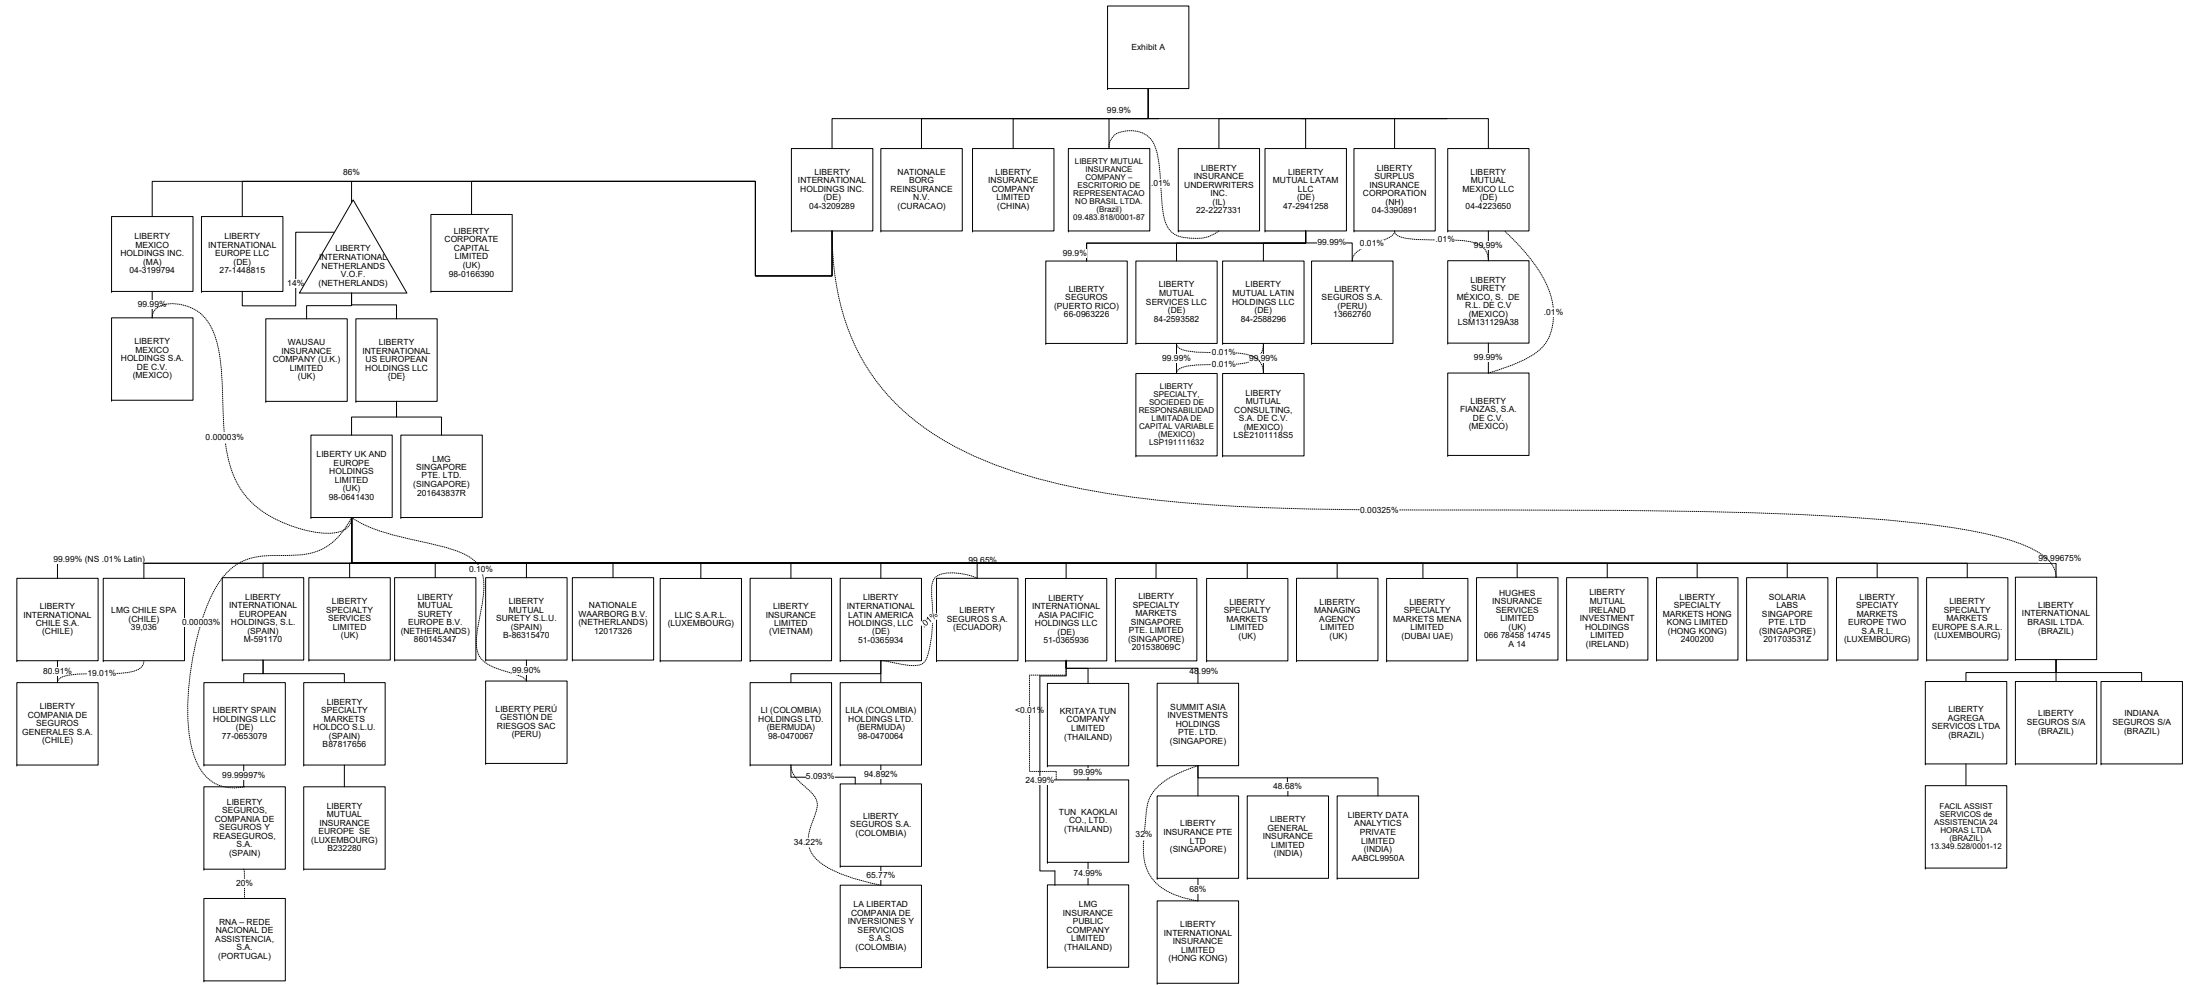 Exhibit A
99.9%
86%
LIBERTY
INTERNATIONAL
HOLDINGS INC.
(DE)
04-3209289
NATIONALE
BORG
REINSURANCE
N.V.
(CURACAO)
LIBERTY
INSURANCE
COMPANY
LIMITED
(CHINA)
LIBERTY MUTUAL
INSURANCE
COMPANY –
ESCRITORIO DE
REPRESENTACAO
NO BRASIL LTDA.
(Brazil)
09.483.818/0001-87
.01%
LIBERTY
INSURANCE
UNDERWRITERS
INC.
(IL)
22-2227331
LIBERTY
MUTUAL LATAM
LLC
(DE)
47-2941258
LIBERTY
SURPLUS
INSURANCE
CORPORATION
(NH)
04-3390891
LIBERTY
MUTUAL
MEXICO LLC
(DE)
04-4223650
LIBERTY
MEXICO
HOLDINGS INC.
(MA)
04-3199794
LIBERTY
INTERNATIONAL
EUROPE LLC
(DE)
27-1448815
14%
LIBERTY
INTERNATIONAL
NETHERLANDS
V.O.F.
(NETHERLANDS)
LIBERTY
CORPORATE
CAPITAL
LIMITED
(UK)
98-0166390
99.9%
99.99%
0.01%
.01%
99.99%
LIBERTY
SEGUROS
(PUERTO RICO)
66-0963226
LIBERTY
MUTUAL
SERVICES LLC
(DE)
84-2593582
LIBERTY
MUTUAL LATIN
HOLDINGS LLC
(DE)
84-2588296
LIBERTY
SEGUROS S.A.
(PERU)
13662760
LIBERTY
SURETY
MÉXICO, S. DE
R.L. DE C.V
(MEXICO)
LSM131129A38
.01%
99.99%
LIBERTY
MEXICO
HOLDINGS S.A.
DE C.V.
(MEXICO)
WAUSAU
INSURANCE
COMPANY (U.K.)
LIMITED
(UK)
LIBERTY
INTERNATIONAL
US EUROPEAN
HOLDINGS LLC
{DE}
99.99%
0.01%
0.01%
99.99%
99.99%
LIBERTY
SPECIALTY,
SOCIEDED DE
RESPONSABILIDAD
LIMITADA DE
CAPITAL VARIABLE
(MEXICO)
LSP191111632
LIBERTY
MUTUAL
CONSULTING,
S.A. DE C.V.
(MEXICO)
LSE2101118S5
LIBERTY
FIANZAS, S.A.
DE C.V.
(MEXICO)
0.00003%
LIBERTY UK AND
EUROPE
HOLDINGS
LIMITED
(UK)
98-0641430
LMG
SINGAPORE
PTE. LTD.
(SINGAPORE)
201643837R
0.00325%
99.99% (NS .01% Latin)
0.10%
99.65%
99.99675%
LIBERTY
INTERNATIONAL
CHILE S.A.
(CHILE)
LMG CHILE SPA
(CHILE)
39,036
0.00003%
LIBERTY
INTERNATIONAL
EUROPEAN
HOLDINGS, S.L.
(SPAIN)
M-591170
LIBERTY
SPECIALTY
SERVICES
LIMITED
(UK)
LIBERTY
MUTUAL
SURETY
EUROPE B.V.
(NETHERLANDS)
860145347
LIBERTY
MUTUAL
SURETY S.L.U.
(SPAIN)
B-86315470
NATIONALE
WAARBORG B.V.
(NETHERLANDS)
12017326
LLIC S.A.R.L.
(LUXEMBOURG)
LIBERTY
INSURANCE
LIMITED
(VIETNAM)
LIBERTY
INTERNATIONAL
LATIN AMERICA
HOLDINGS, LLC
(DE)
51-0365934
LIBERTY
SEGUROS S.A.
(ECUADOR)
LIBERTY
INTERNATIONAL
ASIA PACIFIC
HOLDINGS LLC
(DE)
51-0365936
LIBERTY
SPECIALTY
MARKETS
SINGAPORE
PTE. LIMITED
(SINGAPORE)
201538069C
LIBERTY
SPECIALTY
MARKETS
LIMITED
(UK)
LIBERTY
MANAGING
AGENCY
LIMITED
(UK)
LIBERTY
SPECIALTY
MARKETS MENA
LIMITED
(DUBAI UAE)
HUGHES
INSURANCE
SERVICES
LIMITED
(UK)
066 78458 14745
A 14
LIBERTY
MUTUAL
IRELAND
INVESTMENT
HOLDINGS
LIMITED
(IRELAND)
LIBERTY
SPECIALTY
MARKETS HONG
KONG LIMITED
(HONG KONG)
2400200
SOLARIA
LABS
SINGAPORE
PTE. LTD
(SINGAPORE)
201703531Z
LIBERTY
SPECIATY
MARKETS
EUROPE TWO
S.A.R.L.
(LUXEMBOURG)
LIBERTY
SPECIALTY
MARKETS
EUROPE S.A.R.L.
(LUXEMBOURG)
LIBERTY
INTERNATIONAL
BRASIL LTDA.
(BRAZIL)
80.91%
19.01%
99.90%
48.99%
LIBERTY
COMPANIA DE
SEGUROS
GENERALES S.A.
(CHILE)
LIBERTY SPAIN
HOLDINGS LLC
(DE)
77-0653079
LIBERTY
SPECIALTY
MARKETS
HOLDCO S.L.U.
(SPAIN)
B87817656
LIBERTY PERÚ
GESTIÓN DE
RIESGOS SAC
(PERU)
LI (COLOMBIA)
HOLDINGS LTD.
(BERMUDA)
98-0470067
LILA (COLOMBIA)
HOLDINGS LTD.
(BERMUDA)
98-0470064
<0.01%
KRITAYA TUN
COMPANY
LIMITED
(THAILAND)
SUMMIT ASIA
INVESTMENTS
HOLDINGS
PTE. LTD.
(SINGAPORE)
LIBERTY
AGREGA
SERVICOS LTDA
(BRAZIL)
LIBERTY
SEGUROS S/A
(BRAZIL)
INDIANA
SEGUROS S/A
(BRAZIL)
99.99997%
5.093%
94.892%
24.99%
99.99%
48.68%
LIBERTY
SEGUROS,
COMPANIA DE
SEGUROS Y
REASEGUROS,
S.A.
(SPAIN)
LIBERTY
MUTUAL
INSURANCE
EUROPE SE
(LUXEMBOURG)
B232280
34.22%
LIBERTY
SEGUROS S.A.
(COLOMBIA)
TUN KAOKLAI
CO., LTD.
(THAILAND)
32%
LIBERTY
INSURANCE PTE
LTD
(SINGAPORE)
LIBERTY
GENERAL
INSURANCE
LIMITED
(INDIA)
LIBERTY DATA
ANALYTICS
PRIVATE
LIMITED
(INDIA)
AABCL9950A
FACIL ASSIST
SERVICOS de
ASSISTENCIA 24
HORAS LTDA
(BRAZIL)
13.349.528/0001-12
20%
65.77%
74.99%
68%
RNA – REDE
NACIONAL DE
ASSISTENCIA,
S.A.
(PORTUGAL)
LA LIBERTAD
COMPANIA DE
INVERSIONES Y
SERVICIOS
S.A.S.
(COLOMBIA)
LMG
INSURANCE
PUBLIC
COMPANY
LIMITED
(THAILAND)
LIBERTY
INTERNATIONAL
INSURANCE
LIMITED
(HONG KONG)